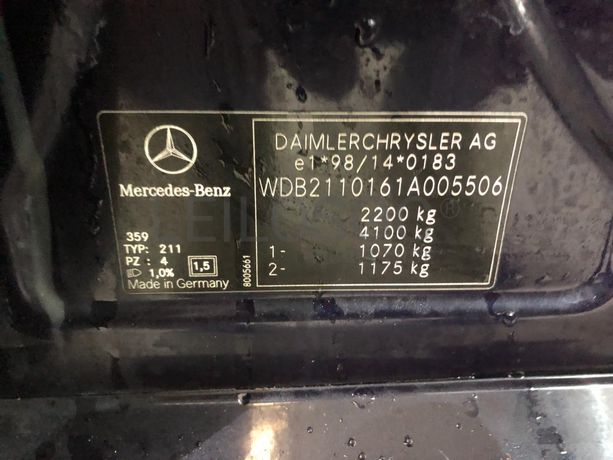 Mercedes-Benz
359
TYP: 211
PZ : 4
1,0% 1,5
Made in Germany
8005661
DAIMLERCHRYSLER AG
e1*98/14*0183
WDB2110161A005506
2200 kg
4100 kg
1- 1070 kg
2- 1175 kg